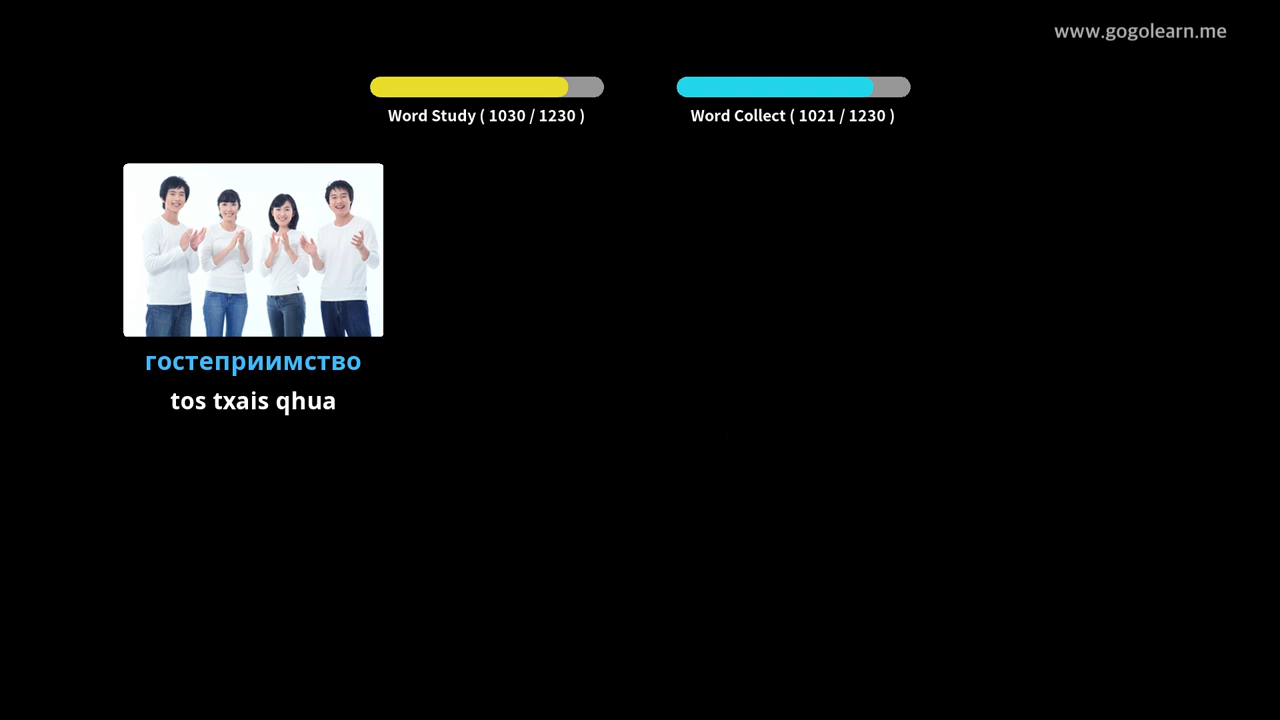 www.gogolearn.me
Word Study ( 1030 / 1230 )
Word Collect ( 1021 / 1230 )
гостеприимство
tos txais qhua